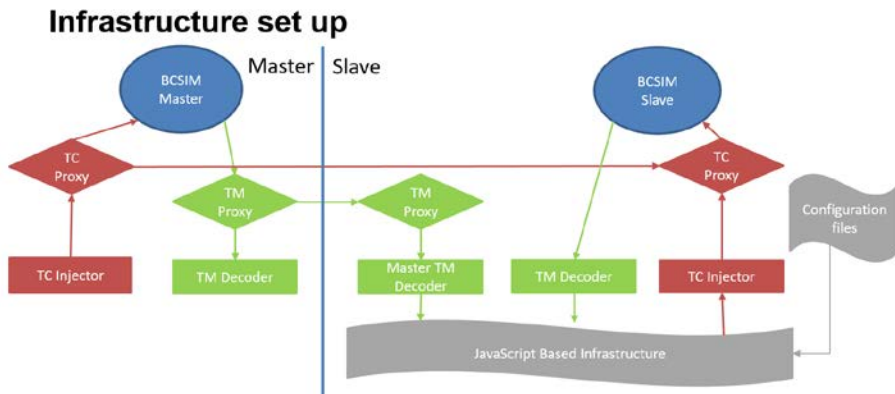 Infrastructure set up
Master
Slave
BCSIM
Master
BCSIM
Slave
TC
Proxy
TM
Proxy
TM
Proxy
TC
Proxy
Configuration
files
TC Injector
TM Decoder
Master TM
Decoder
TM Decoder
TC Injector
JavaScript Based Infrastructure